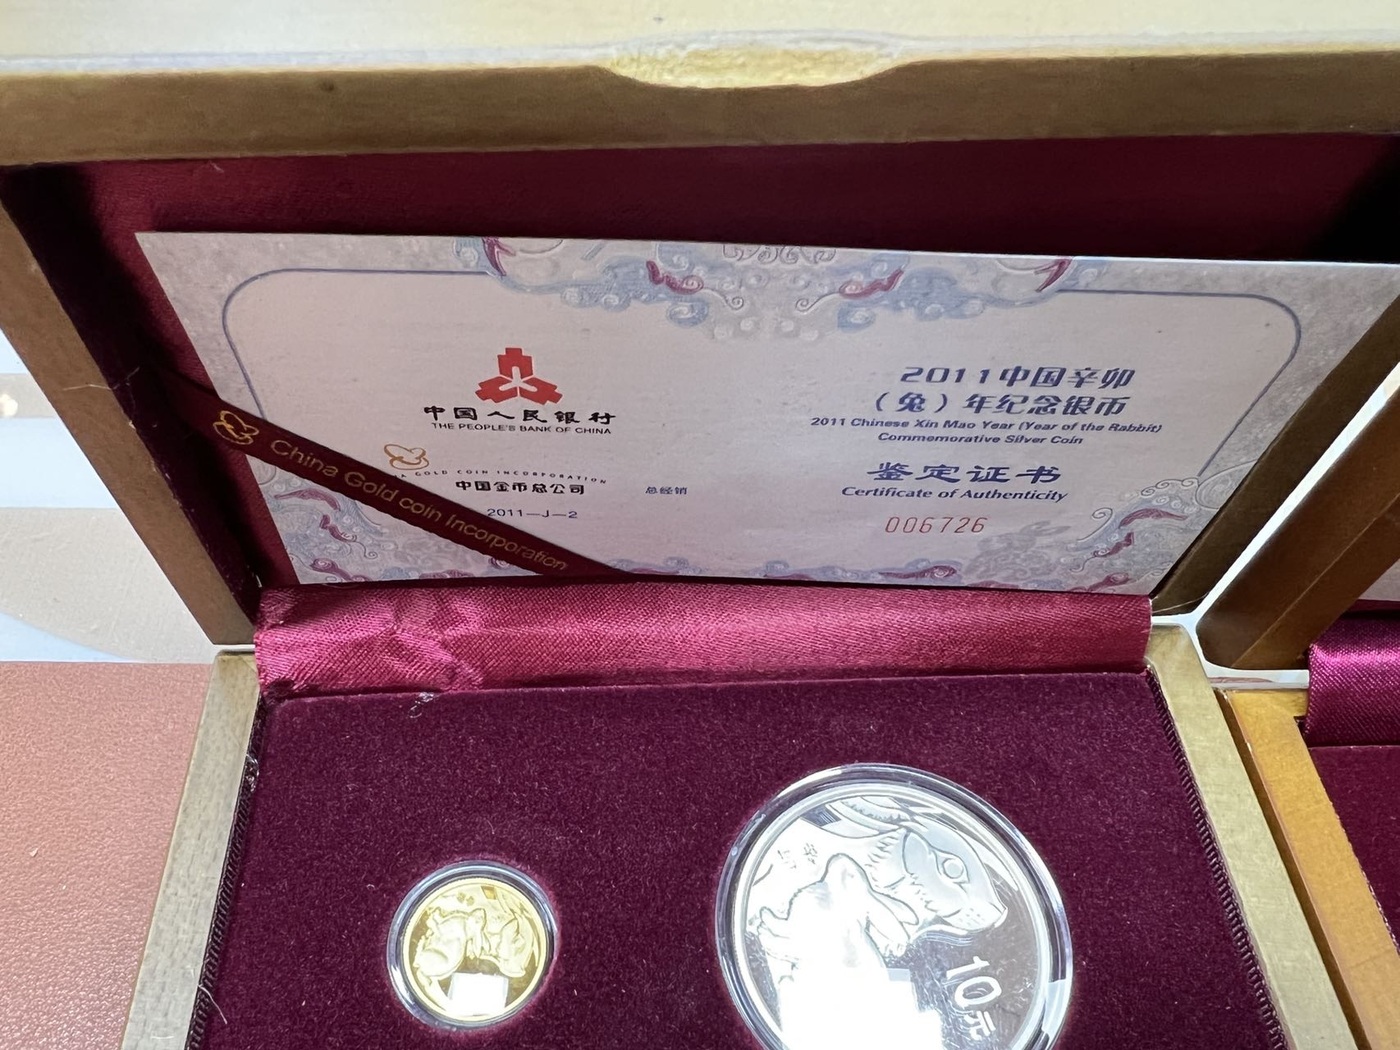 中国人民银行
THE PEOPLE'S BANK OF CHINA
GOLD COIN INCORPORATION
中国金币总公司
总经销
2011—J—2
China Gold coin Incorporation
2011中国辛卯
（兔）年纪念银币
2011 Chinese Xin Mao Year (Year of the Rabbit)
Commemorative Silver Coin
鉴定证书
Certificate of Authenticity
006726
10元